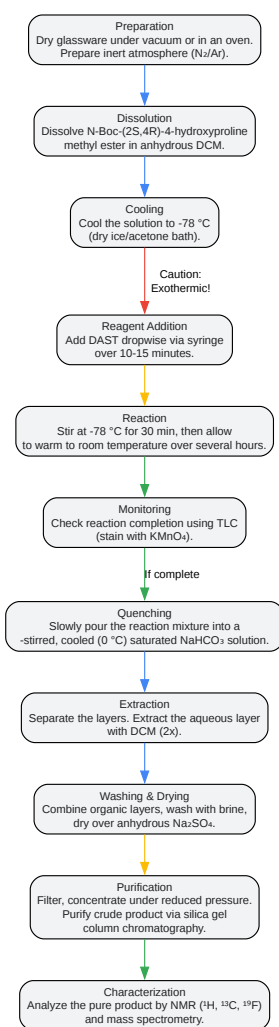 Preparation
Dry glassware under vacuum or in an oven.
Prepare inert atmosphere (N₂/Ar).
Dissolution
Dissolve N-Boc-(2S,4R)-4-hydroxyproline
methyl ester in anhydrous DCM.
Cooling
Cool the solution to -78 °C
(dry ice/acetone bath).
Caution:
Exothermic!
Reagent Addition
Add DAST dropwise via syringe
over 10-15 minutes.
Reaction
Stir at -78 °C for 30 min, then allow
to warm to room temperature over several hours.
Monitoring
Check reaction completion using TLC
(stain with KMnO₄).
If complete
Quenching
Slowly pour the reaction mixture into a
-stirred, cooled (0 °C) saturated NaHCO₃ solution.
Extraction
Separate the layers. Extract the aqueous layer
with DCM (2x).
Washing & Drying
Combine organic layers, wash with brine,
dry over anhydrous Na₂SO₄.
Purification
Filter, concentrate under reduced pressure.
Purify crude product via silica gel
column chromatography.
Characterization
Analyze the pure product by NMR (¹H, ¹³C, ¹⁹F)
and mass spectrometry.